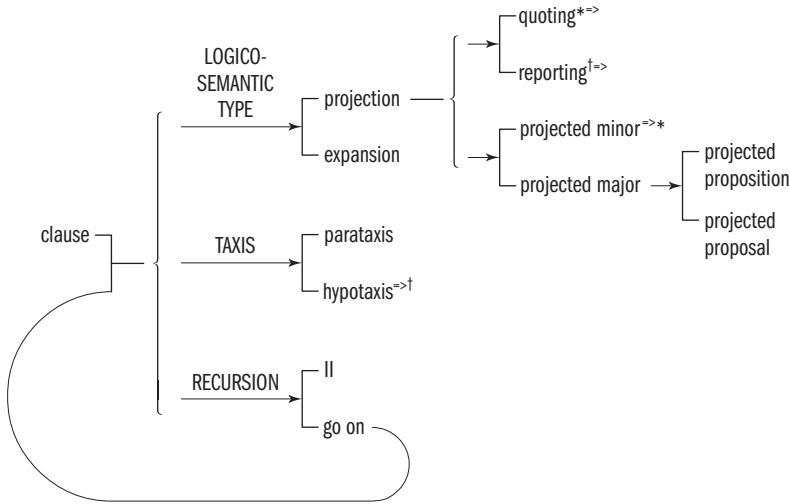 quoting*=>
LOGICO-
SEMANTIC
TYPE
reporting†=>
projection
projected minor=>*
expansion
projected major
projected
proposition
projected
proposal
clause
TAXIS
parataxis
hypotaxis=>†
RECURSION
II
go on